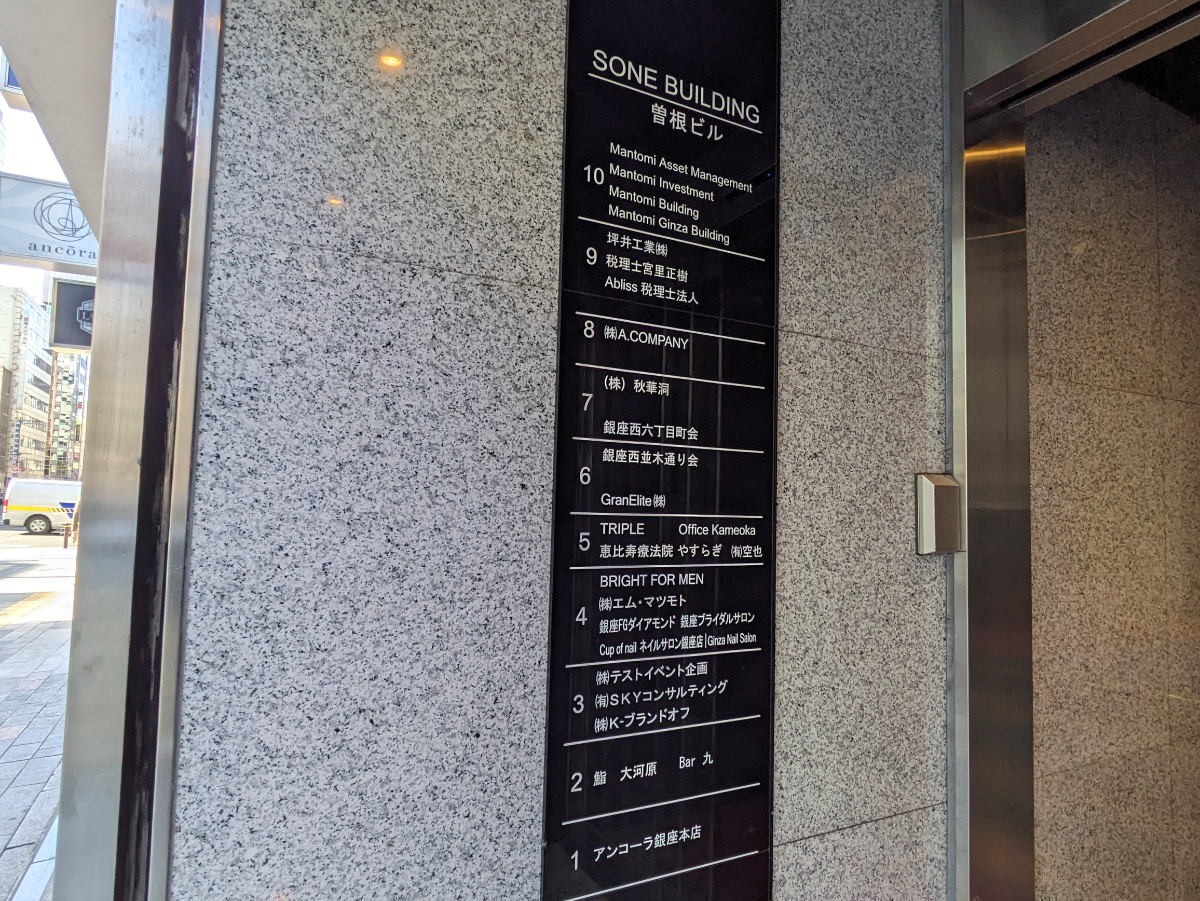 SONE BUILDING
曽根ビル
10
Mantomi Asset Management
Mantomi Investment
Mantomi Building
Mantomi Ginza Building
9
坪井工業㈱
税理士宮里正樹
Abliss 税理士法人
8 ㈱A.COMPANY
7
(株) 秋華洞
銀座西六丁目町会
6
銀座西並木通り会
GranElite㈱
5
TRIPLE Office Kameoka
恵比寿療法院 やすらぎ ㈲空也
4
BRIGHT FOR MEN
㈱エム・マツモト
銀座FGダイアモンド 銀座ブライダルサロン
Cup of nail ネイルサロン銀座店|Ginza Nail Salon
3
㈱テストイベント企画
㈲SKYコンサルティング
㈱K-ブランドオフ
2 鮨 大河原 Bar 九
1 アンコーラ銀座本店
ancōra